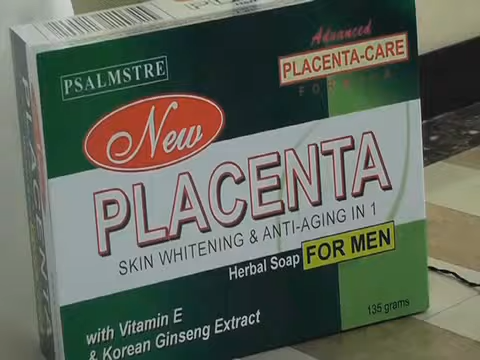 PSALMSTRE
Advanced
PLACENTA-CARE
FORMULA
New
PLACENTA
SKIN WHITENING & ANTI-AGING IN 1
Herbal Soap FOR MEN
with Vitamin E
& Korean Ginseng Extract
135 grams